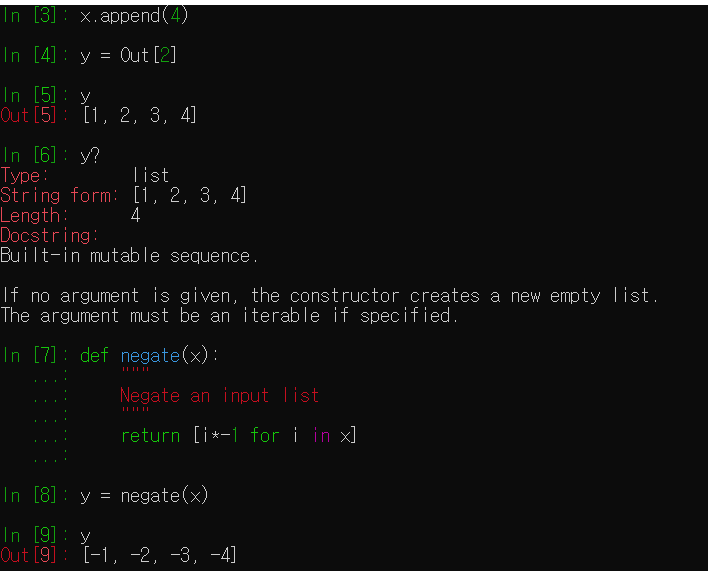 In [3]: x.append(4)
In [4]: y = Out[2]
In [5]: y
Out[5]: [1, 2, 3, 4]
In [6]: y?
Type:        list
String form: [1, 2, 3, 4]
Length:      4
Docstring:
Built-in mutable sequence.
If no argument is given, the constructor creates a new empty list.
The argument must be an iterable if specified.
In [7]: def negate(x):
   ...:     """
   ...:     Negate an input list
   ...:     """
   ...:     return [i*-1 for i in x]
   ...:
In [8]: y = negate(x)
In [9]: y
Out[9]: [-1, -2, -3, -4]